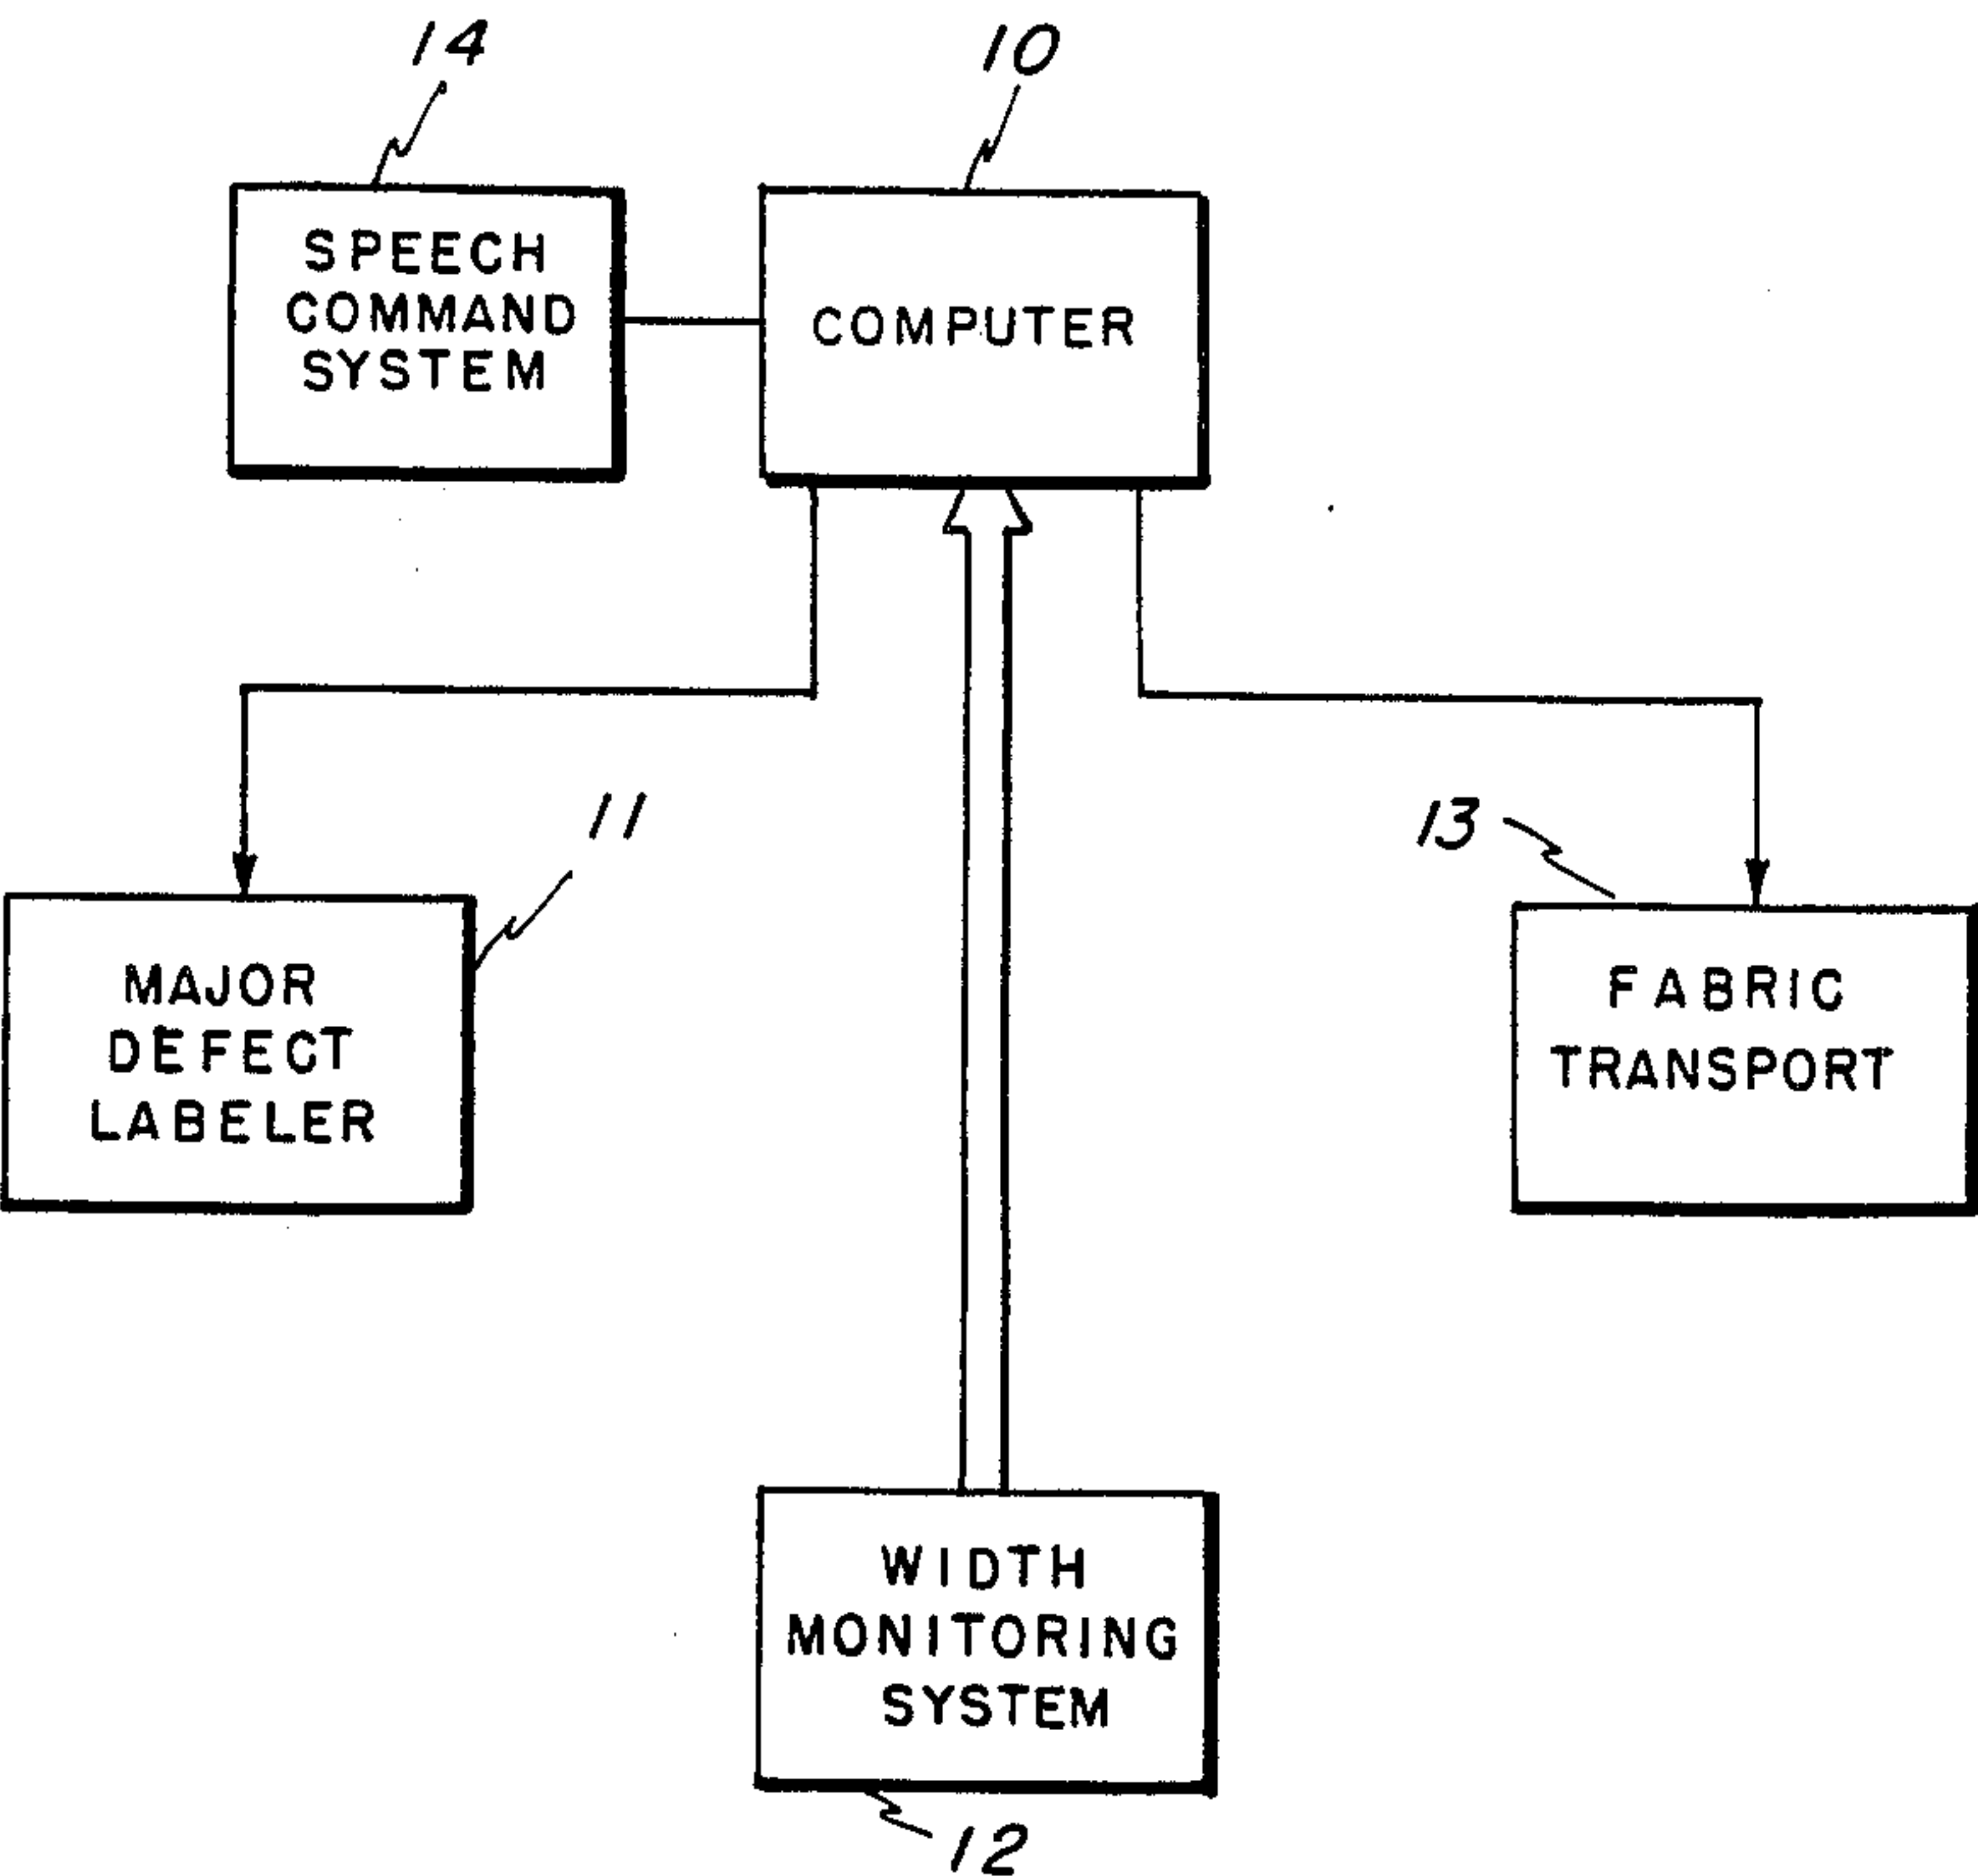 14
10
SPEECH
COMMAND
SYSTEM
COMPUTER
11
13
MAJOR
DEFECT
LABELER
FABRIC
TRANSPORT
WIDTH
MONITORING
SYSTEM
12